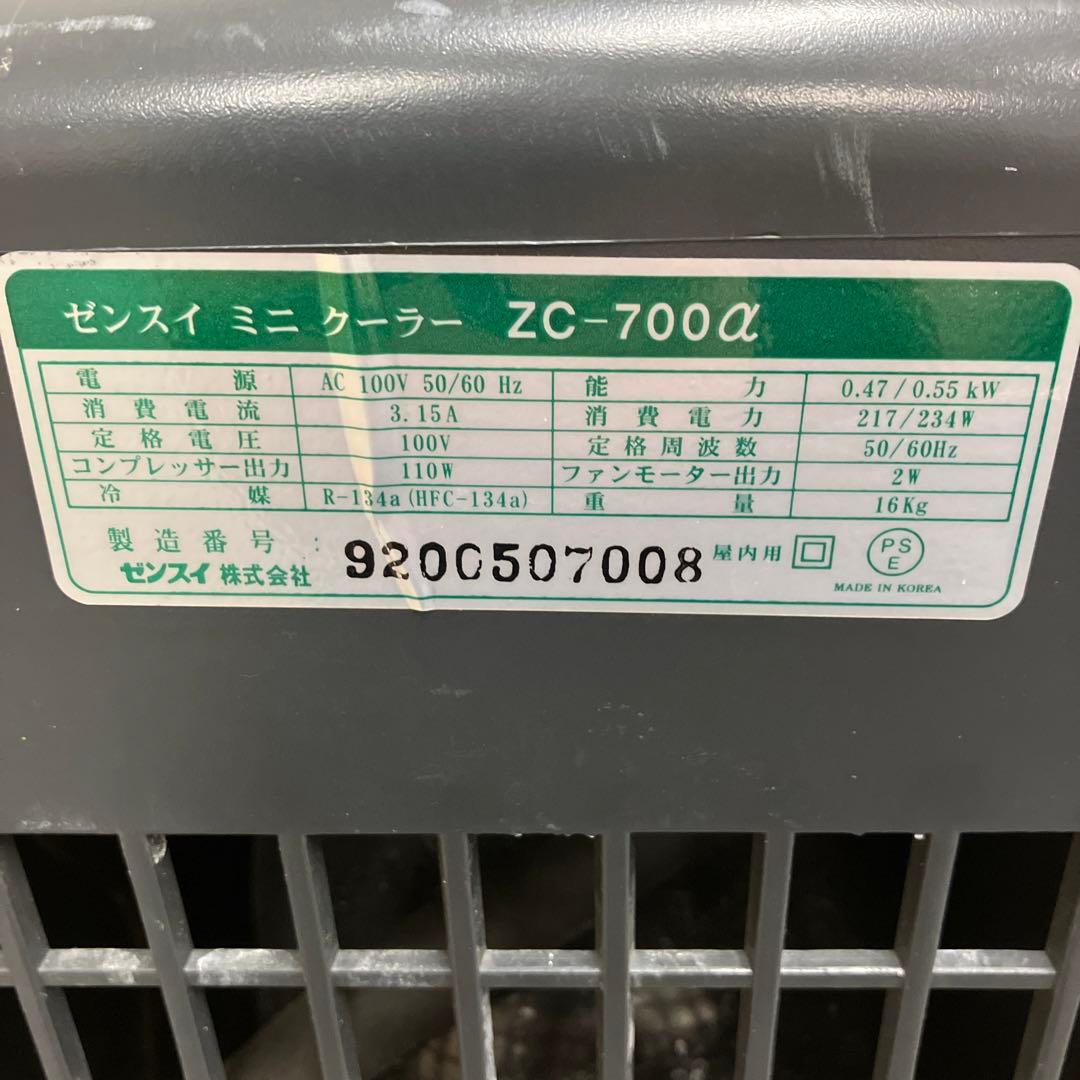 ゼンスイ ミニ クーラー ZC-700α
電源 AC 100V 50/60 Hz 能力 0.47/0.55kW
消費電流 3.15A 消費電力 217/234W
定格電圧 100V 定格周波数 50/60Hz
コンプレッサー出力 110W ファンモーター出力 2W
冷媒 R-134a(HFC-134a) 重量 16Kg
製造番号: 9200507008 屋内用 PSE
ゼンスイ 株式会社 MADE IN KOREA